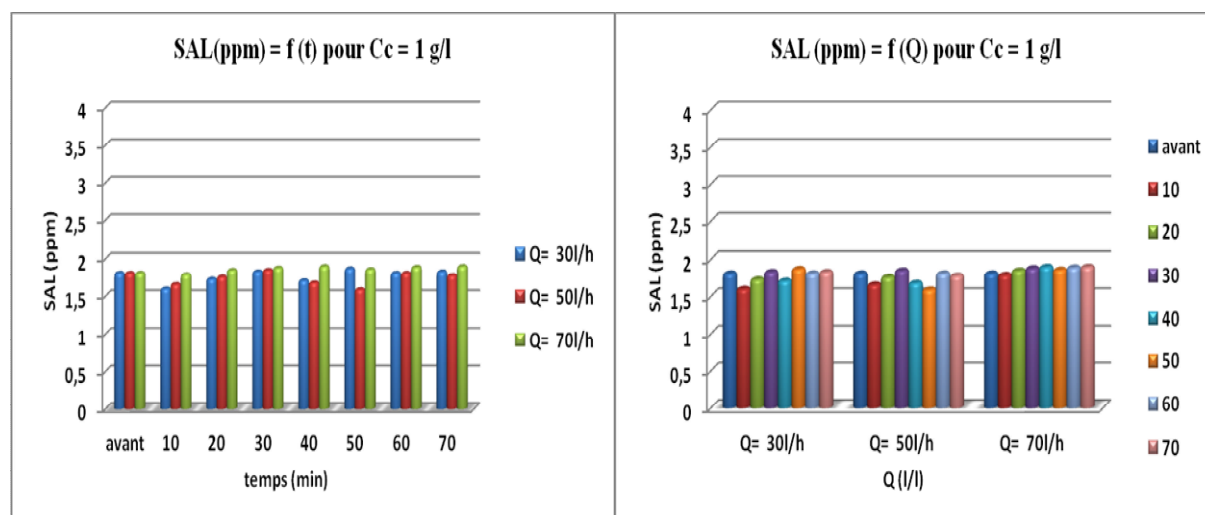 SAL(ppm) = f (t) pour Cc = 1 g/l
4
3,5
3
2,5
2
1,5
1
0,5
0
SAL (ppm)
avant 10 20 30 40 50 60 70
temps (min)
Q= 30l/h
Q= 50l/h
Q= 70l/h
SAL (ppm) = f (Q) pour Cc = 1 g/l
4
3,5
3
2,5
2
1,5
1
0,5
0
SAL (ppm)
Q= 30l/h Q= 50l/h Q= 70l/h
Q (l/l)
avant
10
20
30
40
50
60
70